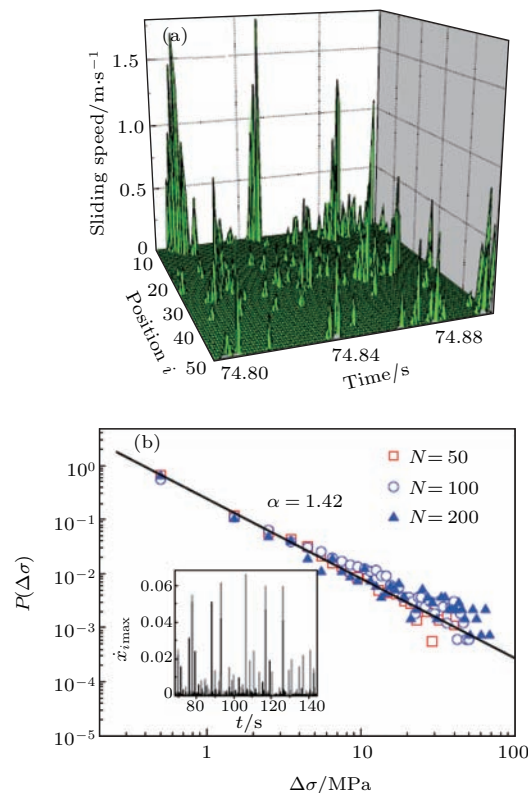 (a)
Sliding speed/m·s⁻¹
1.5
1.0
0.5
0
10
20
30
40
50
Position i
74.80
74.84
74.88
Time/s
(b)
P(Δσ)
10⁰
10⁻¹
10⁻²
10⁻³
10⁻⁴
10⁻⁵
α = 1.42
N = 50
N = 100
N = 200
ẋᵢmax
0.06
0.04
0.02
0
80 100 120 140
t/s
1 10 100
Δσ/MPa